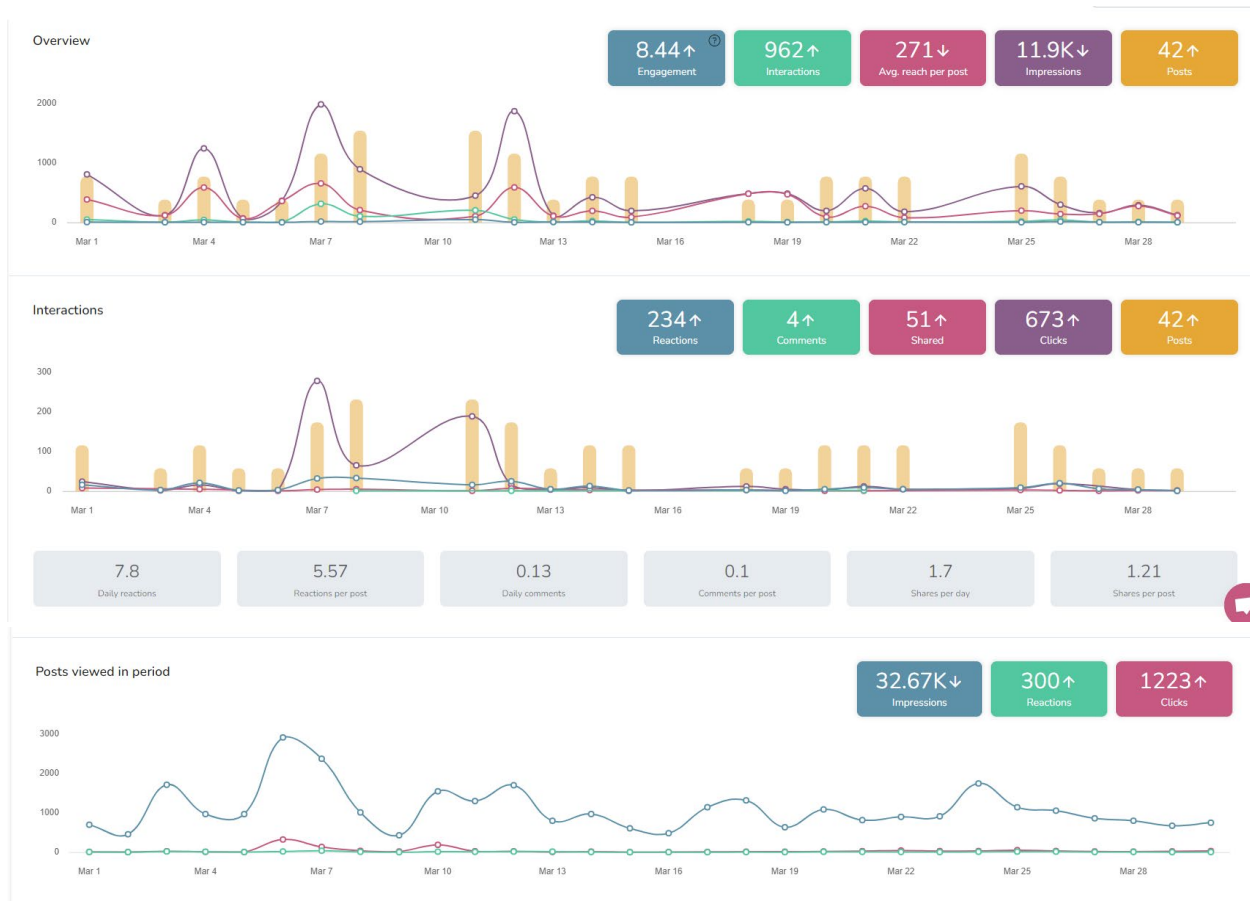 Overview
8.44↑
Engagement
?
962↑
Interactions
271↓
Avg. reach per post
11.9K↓
Impressions
42↑
Posts
2000
1000
0
Mar 1 Mar 4 Mar 7 Mar 10 Mar 13 Mar 16 Mar 19 Mar 22 Mar 25 Mar 28
Interactions
234↑
Reactions
4↑
Comments
51↑
Shared
673↑
Clicks
42↑
Posts
300
200
100
0
Mar 1 Mar 4 Mar 7 Mar 10 Mar 13 Mar 16 Mar 19 Mar 22 Mar 25 Mar 28
7.8
Daily reactions
5.57
Reactions per post
0.13
Daily comments
0.1
Comments per post
1.7
Shares per day
1.21
Shares per post
Posts viewed in period
32.67K↓
Impressions
300↑
Reactions
1223↑
Clicks
3000
2000
1000
0
Mar 1 Mar 4 Mar 7 Mar 10 Mar 13 Mar 16 Mar 19 Mar 22 Mar 25 Mar 28